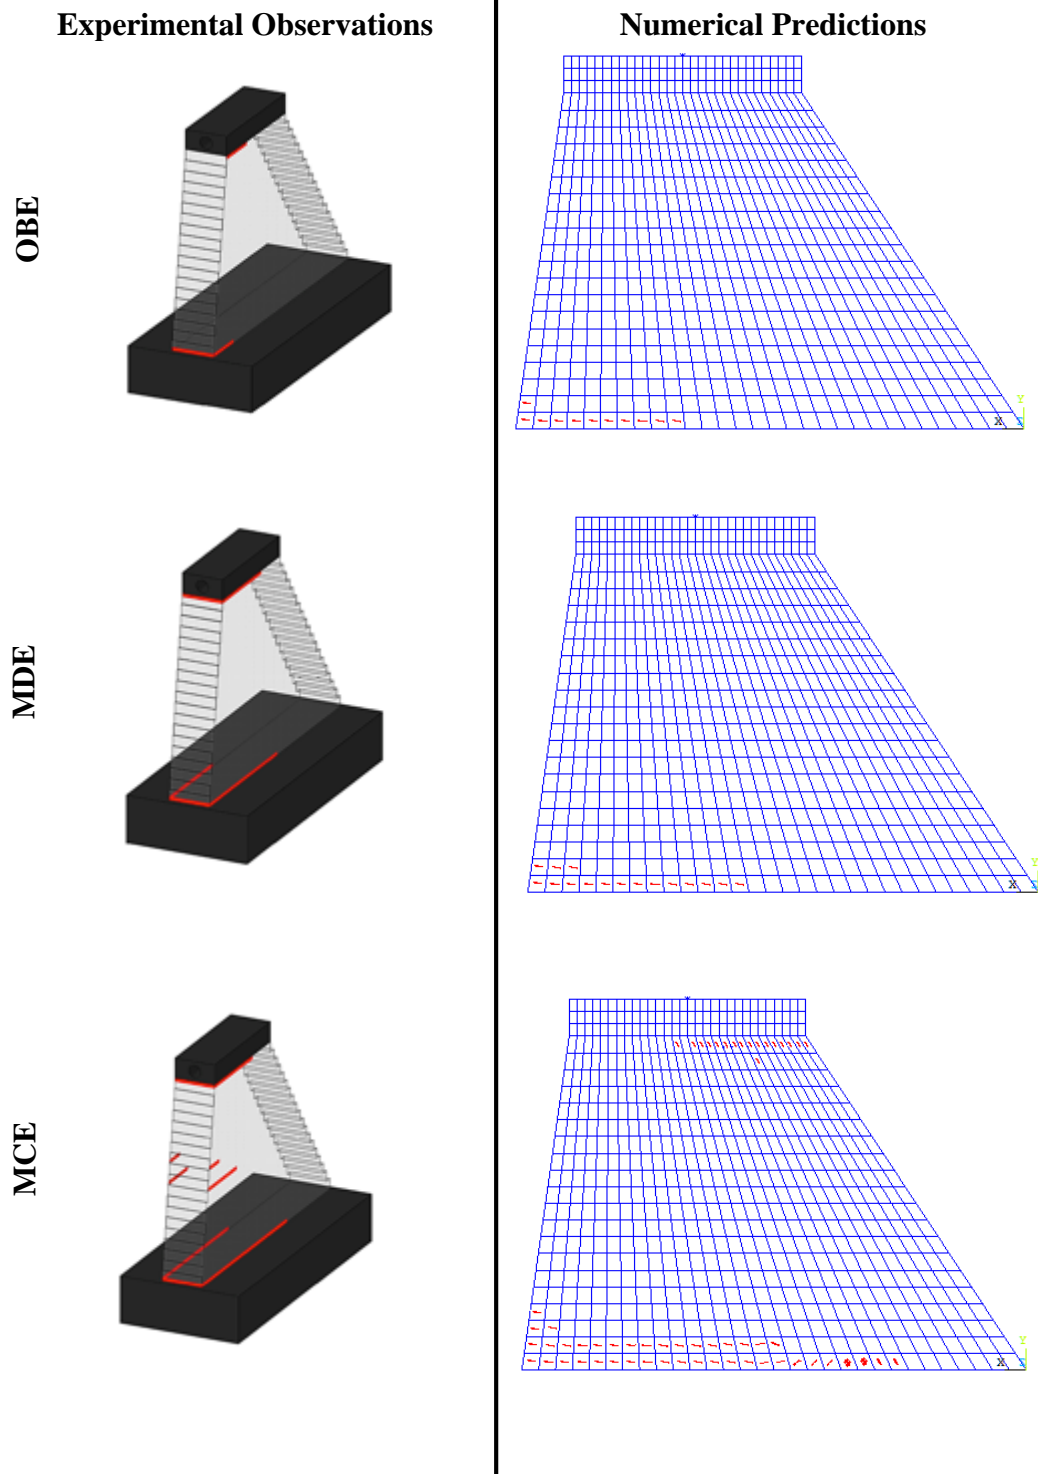 Experimental Observations
Numerical Predictions
OBE
Y
X
Z
MDE
Y
X
Z
MCE
Y
X
Z